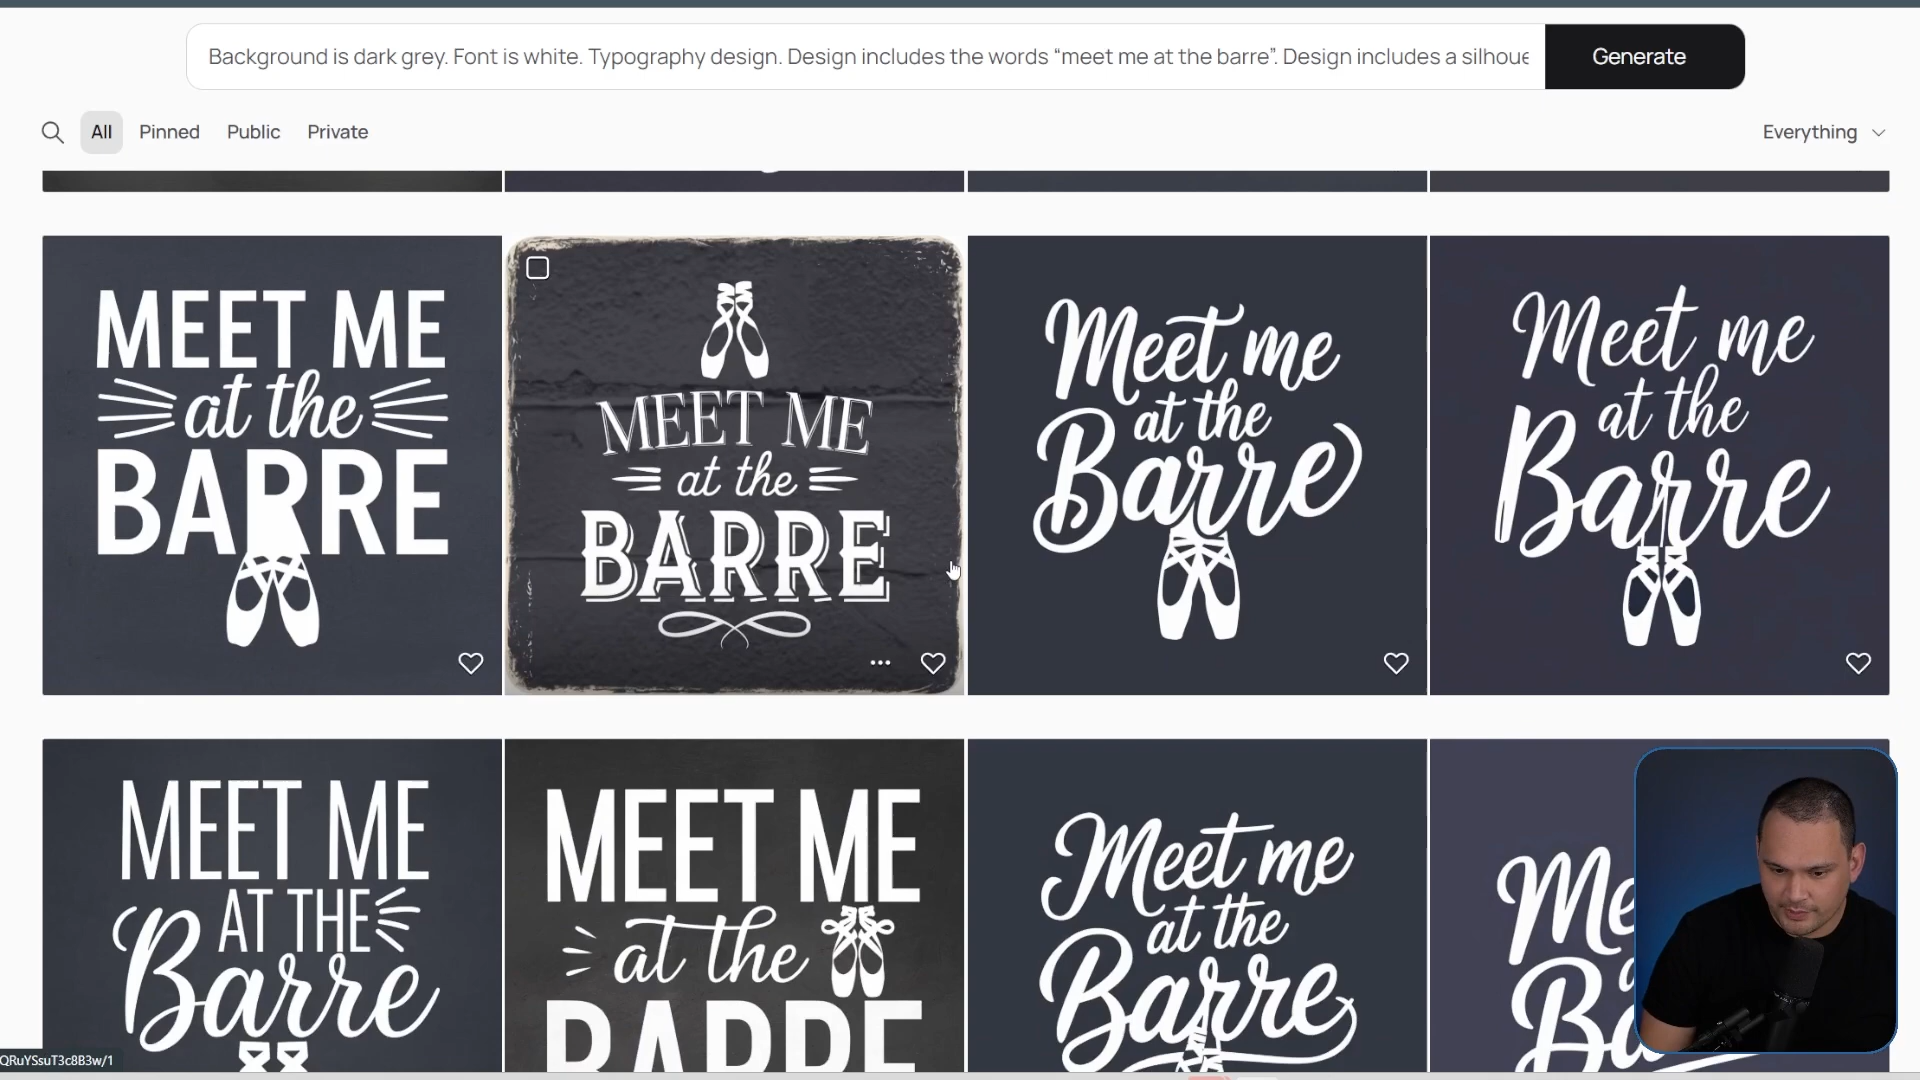 Background is dark grey. Font is white. Typography design. Design includes the words “meet me at the barre”. Design includes a silhoue
Generate
All
Pinned
Public
Private
Everything
MEET ME
at the
BARRE
MEET ME
at the
BARRE
Meet me
at the
Barre
Meet me
at the
Barre
MEET ME
AT THE
Barre
MEET ME
at the
BARRE
Meet me
at the
Barre
Me
Ba
QRuYSsuT3c8B3w/1